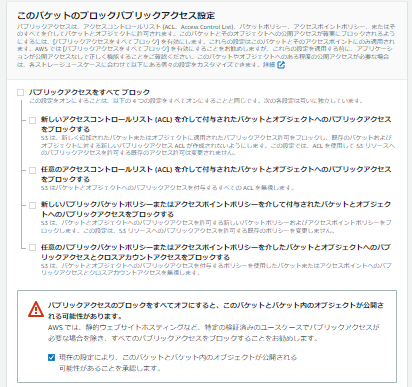 このバケットのブロックパブリックアクセス設定
パブリックアクセスは、アクセスコントロールリスト (ACL、Access Control List)、バケットポリシー、アクセスポイントポリシー、またはそ
のすべてを介してバケットとオブジェクトに許可されます。このバケットとそのオブジェクトへの公開アクセスが確実にブロックされるよう
にするには、[パブリックアクセスをすべてブロック] を有効にします。これらの設定はこのバケットとそのアクセスポイントにのみ適用され
ます。AWS では [パブリックアクセスをすべてブロック] を有効にすることをお勧めしますが、これらの設定を適用する前に、アプリケーシ
ョンが公開アクセスなしで正しく機能することをご確認ください。このバケットやオブジェクトへのある程度の公開アクセスが必要な場合
は、各ストレージユースケースに合わせて以下にある個々の設定をカスタマイズできます。詳細
パブリックアクセスをすべて ブロック
この設定をオンにすることは、以下の 4 つの設定をすべてオンにすることと同じです。次の各設定は互いに独立しています。
新しいアクセスコントロールリスト (ACL) を介して付与されたバケットとオブジェクトへのパブリックアクセス
をブロックする
S3 は、新しく追加されたバケットまたはオブジェクトに適用されたパブリックアクセス許可をブロックし、既存のバケットおよび
オブジェクトに対する新しいパブリックアクセス ACL が作成されないようにします。この設定では、ACL を使用して S3 リソースへ
のパブリックアクセスを許可する既存のアクセス許可は変更されません。
任意のアクセスコントロールリスト (ACL) を介して付与されたバケットとオブジェクトへのパブリックアクセス
をブロックする
S3 はバケットとオブジェクトへのパブリックアクセスを付与するすべての ACL を無視します。
新しいパブリックバケットポリシーまたはアクセスポイントポリシーを介して付与されたバケットとオブジェク
トへのパブリックアクセスをブロックする
S3 は、バケットとオブジェクトへのパブリックアクセスを許可する新しいバケットポリシーおよびアクセスポイントポリシーをブ
ロックします。この設定は、S3 リソースへのパブリックアクセスを許可する既存のポリシーを変更しません。
任意のパブリックバケットポリシーまたはアクセスポイントポリシーを介したバケットとオブジェクトへのパブ
リックアクセスとクロスアカウントアクセスをブロックする
S3 は、バケットとオブジェクトへのパブリックアクセスを付与するポリシーを使用したバケットまたはアクセスポイントへのパブリ
ックアクセスとクロスアカウントアクセスを無視します。
パブリックアクセスのブロックをすべてオフにすると、このバケットとバケット内のオブジェクトが公開さ
れる可能性があります。
AWS では、静的ウェブサイトホスティングなど、特定の検証済みのユースケースでパブリックアクセスが
必要な場合を除き、すべてのパブリックアクセスをブロックすることをお勧めします。
現在の設定により、このバケットとバケット内のオブジェクトが公開される
可能性があることを承認します。